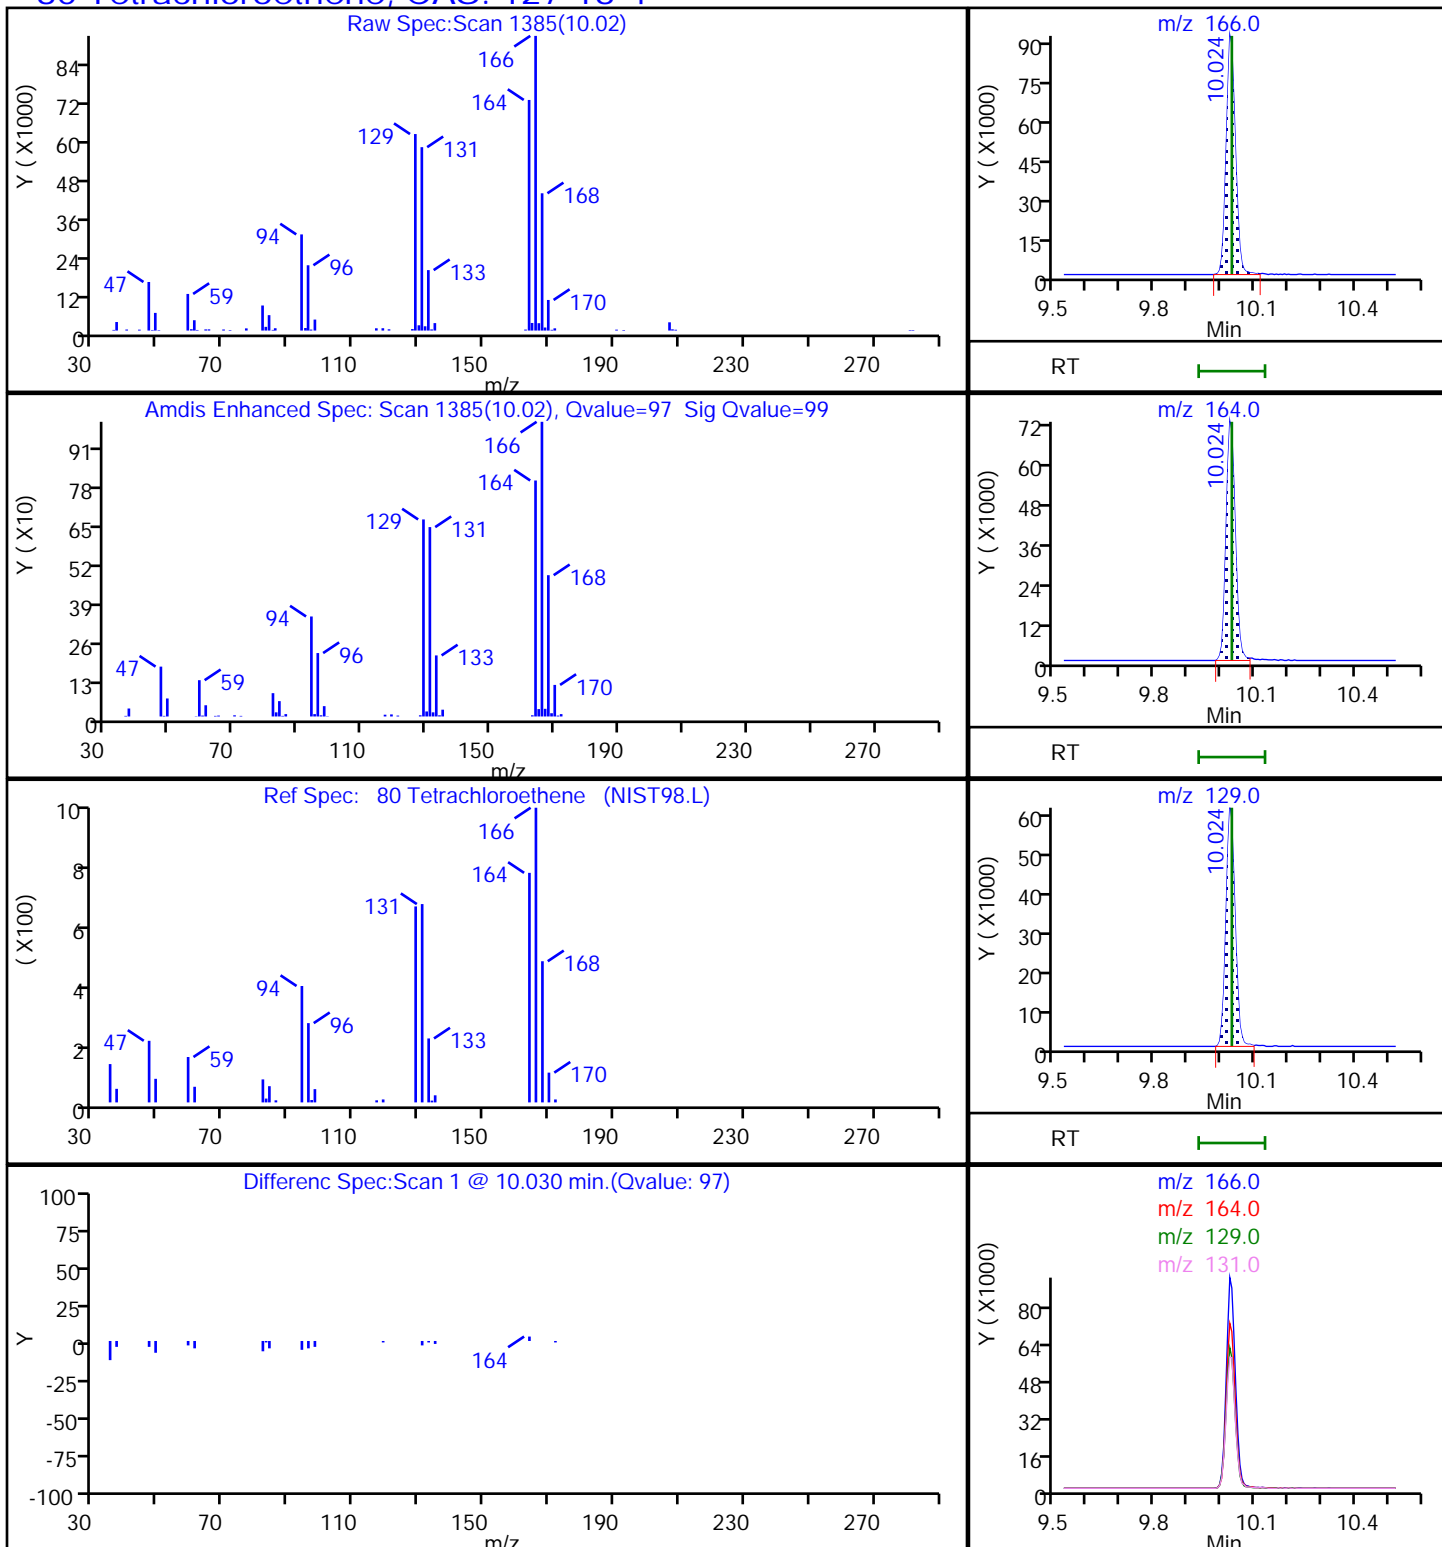 80 Tetrachloroethene, CAS: 127-18-4
Raw Spec:Scan 1385(10.02)
Y ( X1000)
84
72
60
48
36
24
12
0
166
164
129
131
168
94
96
133
47
59
170
30 70 110 150 190 230 270
m/z
m/z 166.0
Y ( X1000)
90
75
60
45
30
15
0
10.024
9.5 9.8 10.1 10.4
Min
RT
Amdis Enhanced Spec: Scan 1385(10.02), Qvalue=97 Sig Qvalue=99
Y ( X10)
91
78
65
52
39
26
13
0
166
164
129
131
168
94
96
133
47
59
170
30 70 110 150 190 230 270
m/z
m/z 164.0
Y ( X1000)
72
60
48
36
24
12
0
10.024
9.5 9.8 10.1 10.4
Min
RT
Ref Spec: 80 Tetrachloroethene (NIST98.L)
( X100)
10
8
6
4
2
0
166
164
131
168
94
96
133
47
59
170
30 70 110 150 190 230 270
m/z 129.0
Y ( X1000)
60
50
40
30
20
10
0
10.024
9.5 9.8 10.1 10.4
Min
RT
Differenc Spec:Scan 1 @ 10.030 min.(Qvalue: 97)
Y
100
75
50
25
0
-25
-50
-75
-100
164
30 70 110 150 190 230 270
m/z
m/z 166.0
m/z 164.0
m/z 129.0
m/z 131.0
Y ( X1000)
80
64
48
32
16
0
9.5 9.8 10.1 10.4
Min